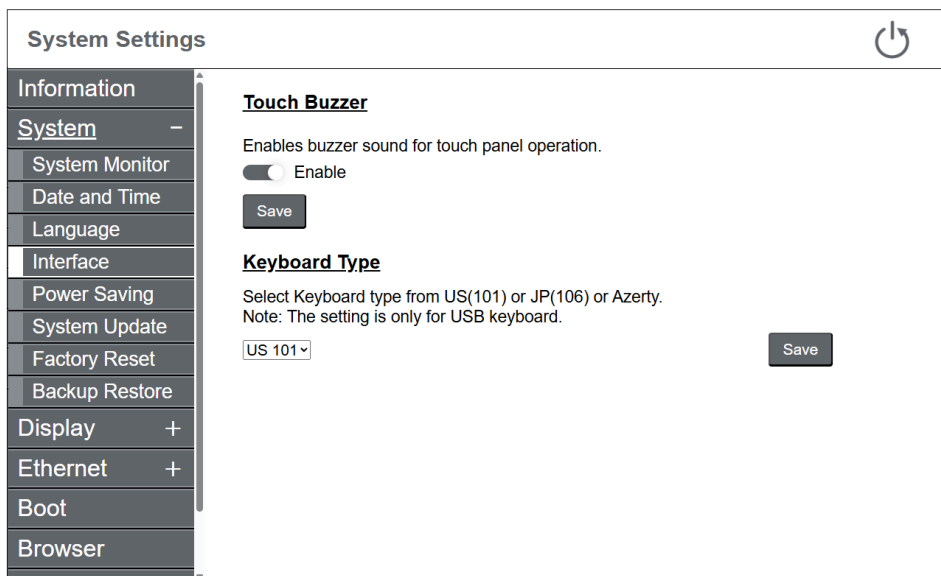 System Settings
Information
System −
System Monitor
Date and Time
Language
Interface
Power Saving
System Update
Factory Reset
Backup Restore
Display +
Ethernet +
Boot
Browser
Touch Buzzer
Enables buzzer sound for touch panel operation.
Enable
Save
Keyboard Type
Select Keyboard type from US(101) or JP(106) or Azerty.
Note: The setting is only for USB keyboard.
US 101
Save